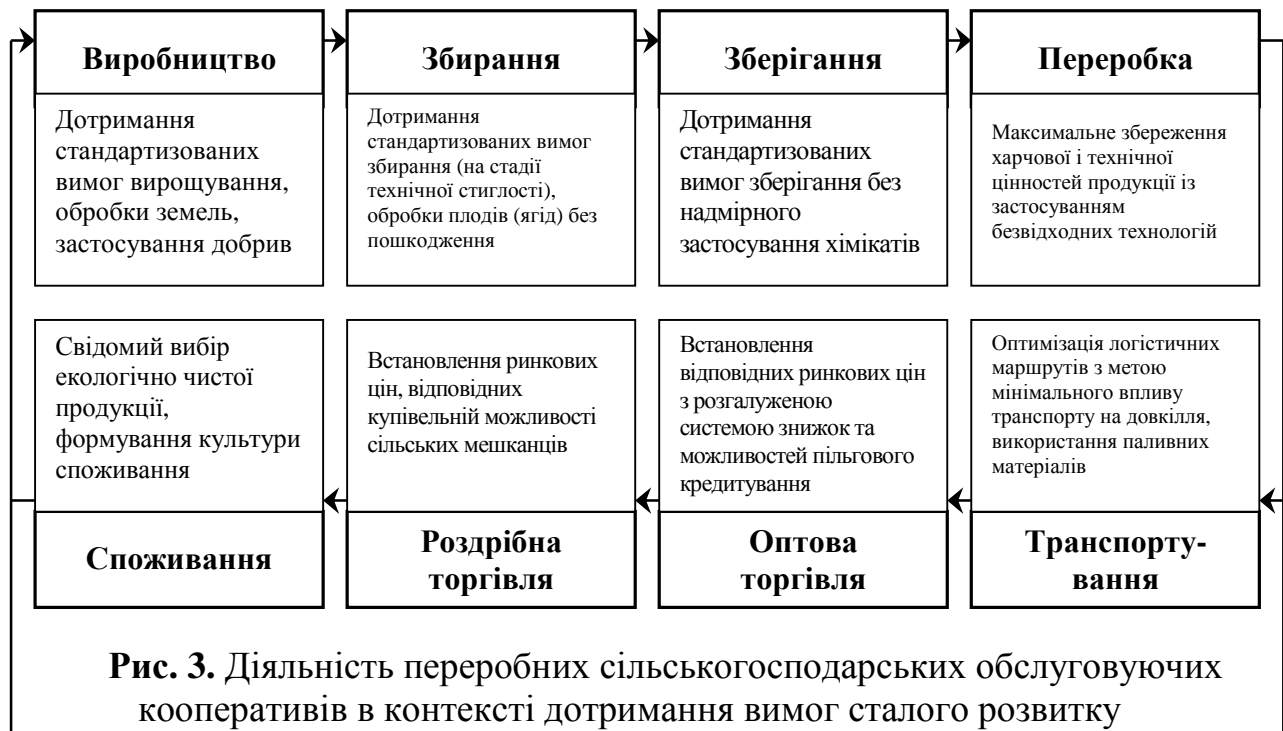 Виробництво
Дотримання
стандартизованих
вимог вирощування,
обробки земель,
застосування добрив
Збирання
Дотримання
стандартизованих вимог
збирання (на стадії
технічної стиглості),
обробки плодів (ягід) без
пошкодження
Зберігання
Дотримання
стандартизованих
вимог зберігання без
надмірного
застосування хімікатів
Переробка
Максимальне збереження
харчової і технічної
цінностей продукції із
застосуванням
безвідходних технологій
Свідомий вибір
екологічно чистої
продукції,
формування культури
споживання
Споживання
Встановлення ринкових
цін, відповідних
купівельній можливості
сільських мешканців
Роздрібна
торгівля
Встановлення
відповідних ринкових цін
з розгалуженою
системою знижок та
можливостей пільгового
кредитування
Оптова
торгівля
Оптимізація логістичних
маршрутів з метою
мінімального впливу
транспорту на довкілля,
використання паливних
матеріалів
Транспорту-
вання
Рис. 3. Діяльність переробних сільськогосподарських обслуговуючих
кооперативів в контексті дотримання вимог сталого розвитку